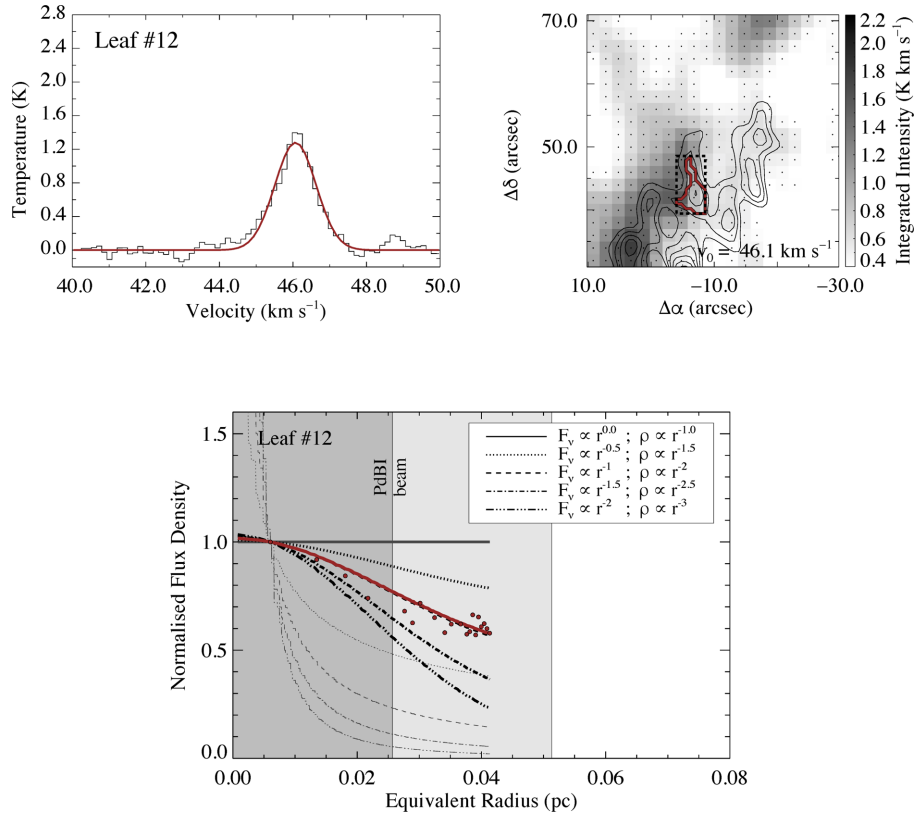 Leaf #12
Temperature (K)
2.8
2.4
2.0
1.6
1.2
0.8
0.4
0.0
40.0 42.0 44.0 46.0 48.0 50.0
Velocity (km s⁻¹)
Δδ (arcsec)
70.0
50.0
v₀ = 46.1 km s⁻¹
10.0 −10.0 −30.0
Δα (arcsec)
2.2
2.0
1.8
1.6
1.4
1.2
1.0
0.8
0.6
0.4
Integrated Intensity (K km s⁻¹)
Leaf #12
PdBI
beam
F_ν ∝ r^0.0 ; ρ ∝ r^-1.0
F_ν ∝ r^-0.5 ; ρ ∝ r^-1.5
F_ν ∝ r^-1 ; ρ ∝ r^-2
F_ν ∝ r^-1.5 ; ρ ∝ r^-2.5
F_ν ∝ r^-2 ; ρ ∝ r^-3
Normalised Flux Density
1.5
1.0
0.5
0.0
0.00 0.02 0.04 0.06 0.08
Equivalent Radius (pc)